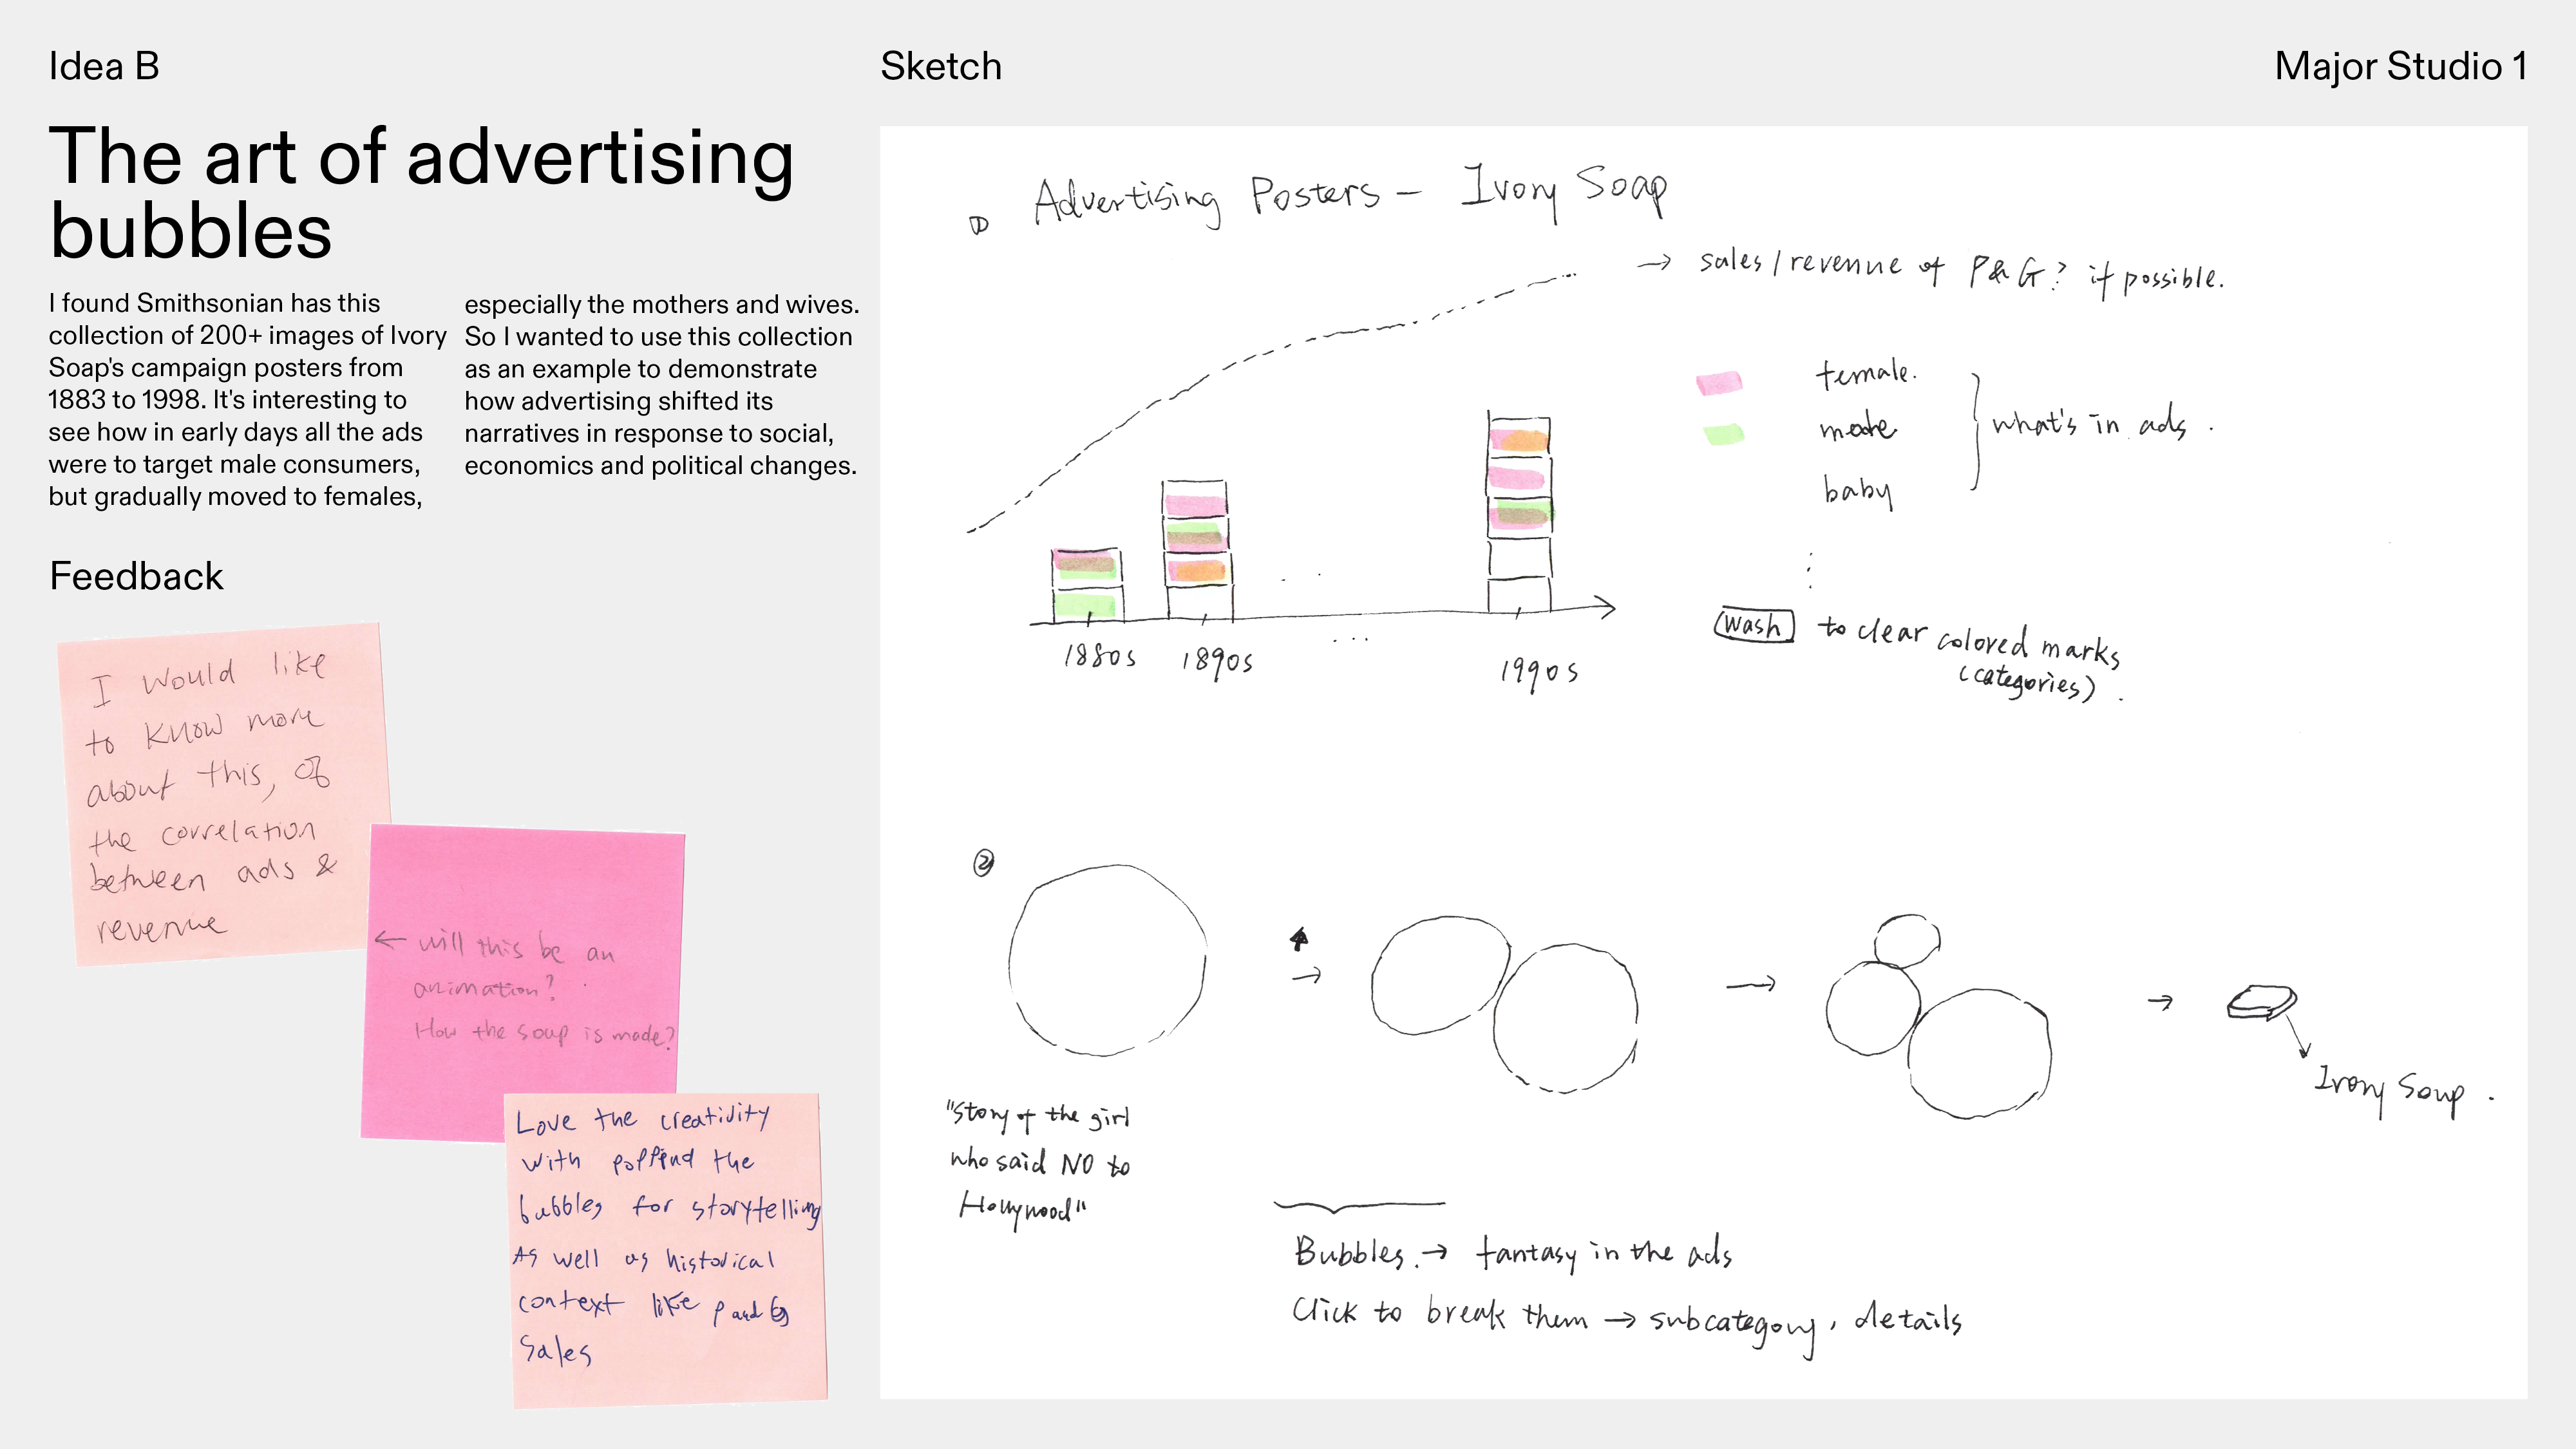 Idea B
Sketch
Major Studio 1
The art of advertising
bubbles
I found Smithsonian has this
collection of 200+ images of Ivory
Soap's campaign posters from
1883 to 1998. It's interesting to
see how in early days all the ads
were to target male consumers,
but gradually moved to females,
especially the mothers and wives.
So I wanted to use this collection
as an example to demonstrate
how advertising shifted its
narratives in response to social,
economics and political changes.
Feedback
I would like
to know more
about this, of
the correlation
between ads &
revenue
← will this be an
animation?
How the soup is made?
Love the creativity
with the
bubbles for storytelling
As well as historical
context like P and G
Sales
① Advertising Posters – Ivory Soap
→ sales/revenue of P&G? if possible.
female.
male
baby
what's in ads.
⋮
wash to clear colored marks
(categories).
1880s 1890s ... 1990s
②
→
→
→
Ivory Soup.
"Story of the girl
who said NO to
Hollywood"
Bubbles. → fantasy in the ads
Click to break them → subcategory, details